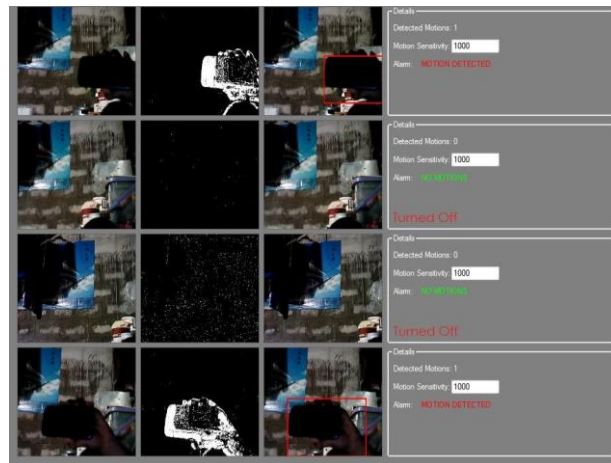 Details
Detected Motions: 1
Motion Sensitivity: 1000
Alarm: MOTION DETECTED
Details
Detected Motions: 0
Motion Sensitivity: 1000
Alarm: NO MOTIONS
Turned Off
Details
Detected Motions: 0
Motion Sensitivity: 1000
Alarm: NO MOTIONS
Turned Off
Details
Detected Motions: 1
Motion Sensitivity: 1000
Alarm: MOTION DETECTED